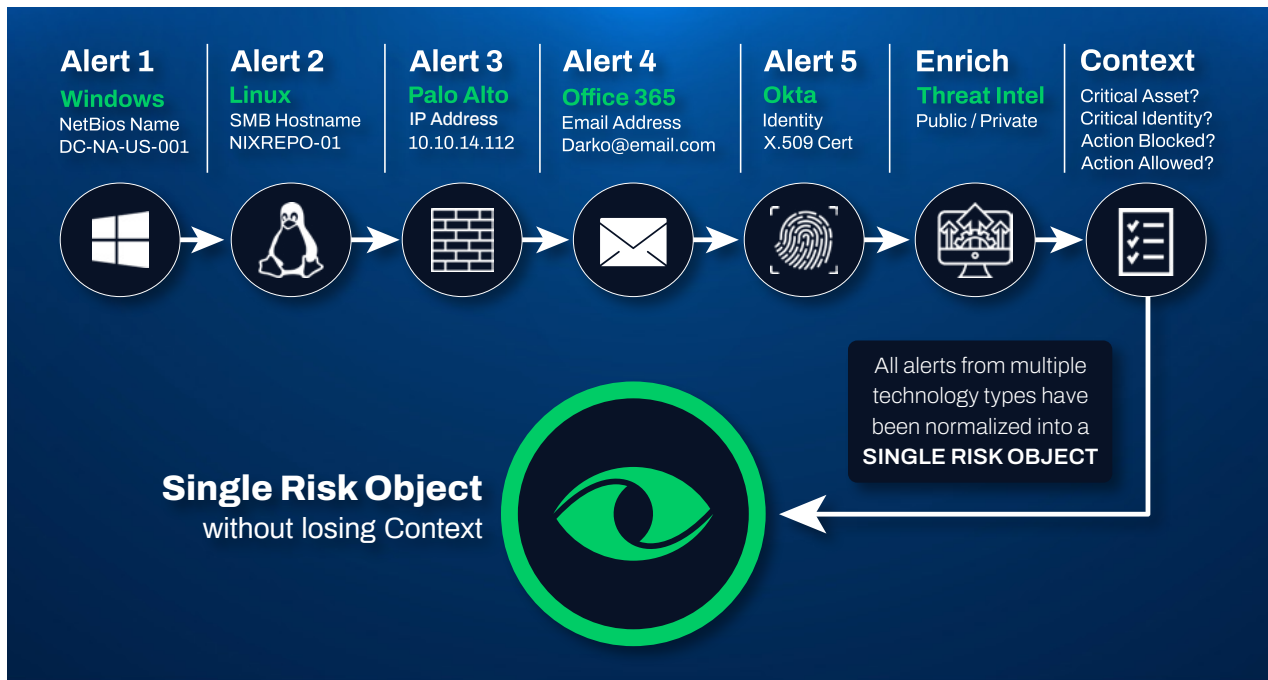 Alert 1
Windows
NetBios Name
DC-NA-US-001
Alert 2
Linux
SMB Hostname
NIXREPO-01
Alert 3
Palo Alto
IP Address
10.10.14.112
Alert 4
Office 365
Email Address
Darko@email.com
Alert 5
Okta
Identity
X.509 Cert
Enrich
Threat Intel
Public / Private
Context
Critical Asset?
Critical Identity?
Action Blocked?
Action Allowed?
All alerts from multiple
technology types have
been normalized into a
SINGLE RISK OBJECT
Single Risk Object
without losing Context